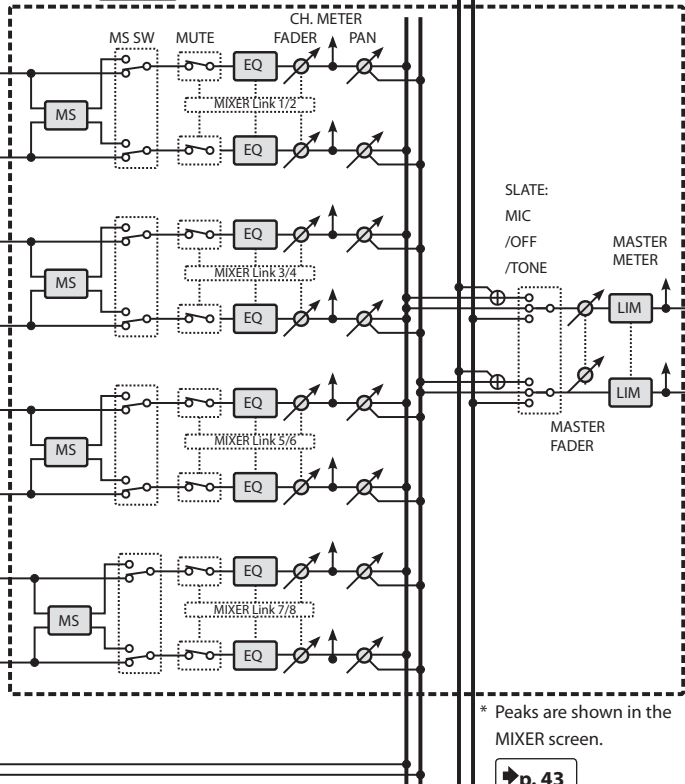 CH. METER
MS SW MUTE FADER PAN
EQ
MS
MIXER Link 1/2
EQ
SLATE:
MIC
/OFF
/TONE
MASTER
METER
EQ
MS
MIXER Link 3/4
EQ
LIM
LIM
MASTER
FADER
EQ
MS
MIXER Link 5/6
EQ
EQ
MS
MIXER Link 7/8
EQ
* Peaks are shown in the
MIXER screen.
p. 43